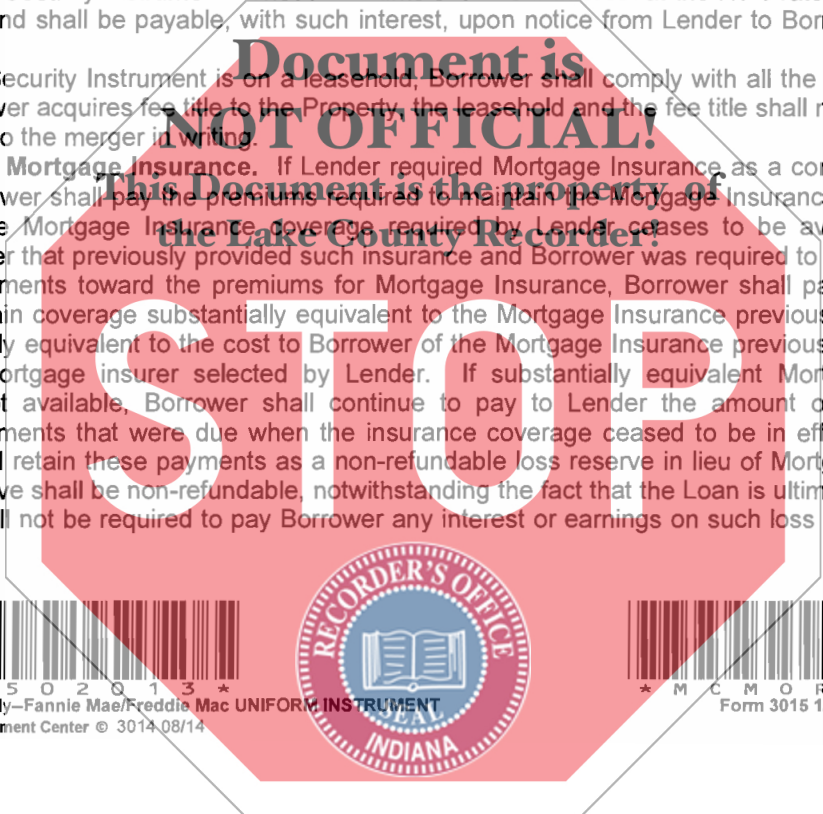 nd shall be payable, with such interest, upon notice from Lender to Bor
Document is
ecurity Instrument is on a leasehold, Borrower shall comply with all the
er acquires fee title to the Property, the leasehold and the fee title shall
NOT OFFICIAL!
o the merger in writing.
Mortgage Insurance. If Lender required Mortgage Insurance as a co
This Document is the property of
wer shall pay the premiums required to maintain the Mortgage Insuranc
the Lake County Recorder!
e Mortgage Insurance coverage required by Lender ceases to be av
er that previously provided such insurance and Borrower was required to
ments toward the premiums for Mortgage Insurance, Borrower shall pa
in coverage substantially equivalent to the Mortgage Insurance previous
ly equivalent to the cost to Borrower of the Mortgage Insurance previous
ortgage insurer selected by Lender. If substantially equivalent Mor
t available, Borrower shall continue to pay to Lender the amount o
ments that were due when the insurance coverage ceased to be in eff
l retain these payments as a non-refundable loss reserve in lieu of Mort
ve shall be non-refundable, notwithstanding the fact that the Loan is ultim
ll not be required to pay Borrower any interest or earnings on such loss
STOP
RECORDER'S OFFICE
SEAL
INDIANA
5 0 2 0 1 3 *
* M C M O R
y–Fannie Mae/Freddie Mac UNIFORM INSTRUMENT
Form 3015 1
ment Center © 3014 08/14